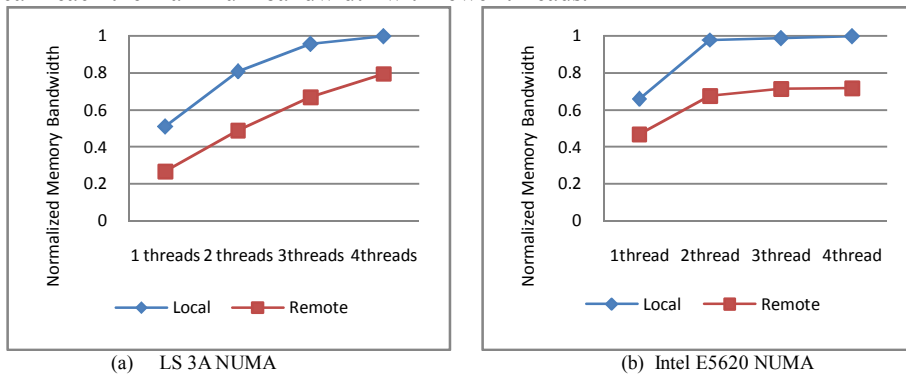 Normalized Memory Bandwidth
1
0.8
0.6
0.4
0.2
0
1 threads 2 threads 3threads 4threads
Local Remote
(a) LS 3A NUMA
Normalized Memory Bandwidth
1
0.8
0.6
0.4
0.2
0
1thread 2thread 3thread 4thread
Local Remote
(b) Intel E5620 NUMA